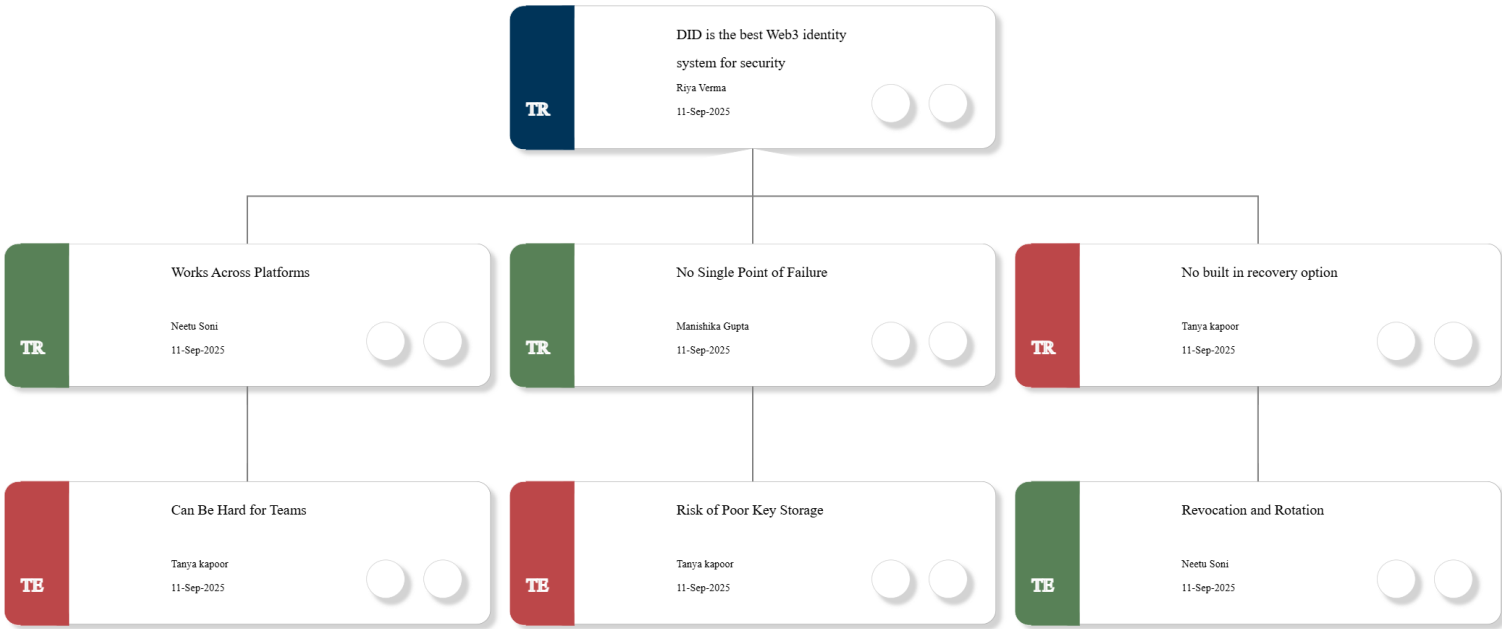 DID is the best Web3 identity
system for security
Riya Verma
TR
11-Sep-2025
Works Across Platforms
Neetu Soni
TR
11-Sep-2025
No Single Point of Failure
Manishika Gupta
TR
11-Sep-2025
No built in recovery option
Tanya kapoor
TR
11-Sep-2025
Can Be Hard for Teams
Tanya kapoor
TE
11-Sep-2025
Risk of Poor Key Storage
Tanya kapoor
TE
11-Sep-2025
Revocation and Rotation
Neetu Soni
TE
11-Sep-2025